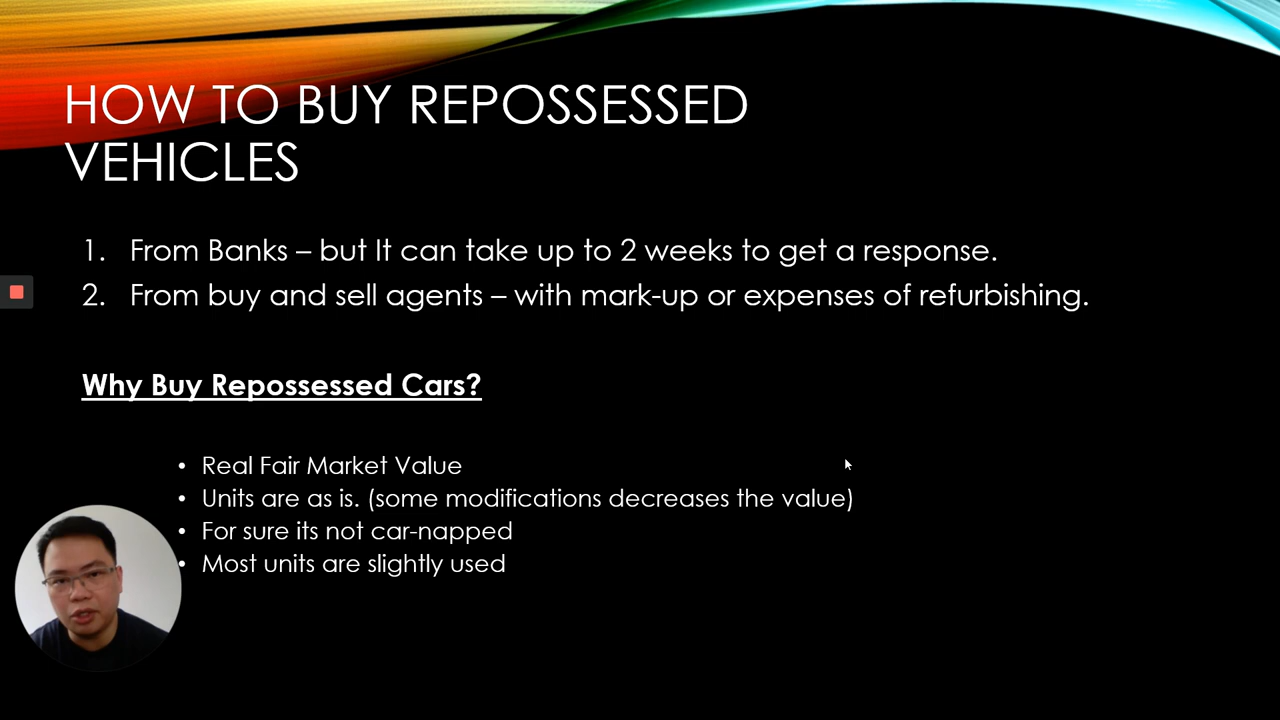 HOW TO BUY REPOSSESSED
VEHICLES
1. From Banks – but It can take up to 2 weeks to get a response.
2. From buy and sell agents – with mark-up or expenses of refurbishing.
Why Buy Repossessed Cars?
• Real Fair Market Value
• Units are as is. (some modifications decreases the value)
• For sure its not car-napped
• Most units are slightly used